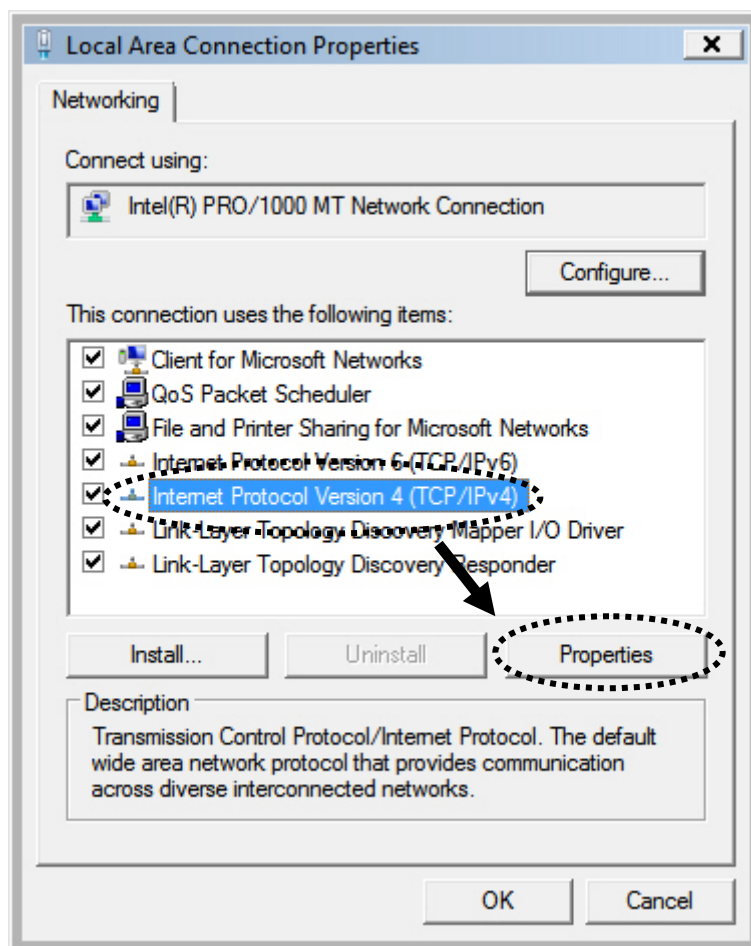 Local Area Connection Properties
Networking
Connect using:
Intel(R) PRO/1000 MT Network Connection
Configure...
This connection uses the following items:
Client for Microsoft Networks
QoS Packet Scheduler
File and Printer Sharing for Microsoft Networks
Internet Protocol Version 6 (TCP/IPv6)
Internet Protocol Version 4 (TCP/IPv4)
Link-Layer Topology Discovery Mapper I/O Driver
Link-Layer Topology Discovery Responder
Install... Uninstall Properties
Description
Transmission Control Protocol/Internet Protocol. The default
wide area network protocol that provides communication
across diverse interconnected networks.
OK Cancel